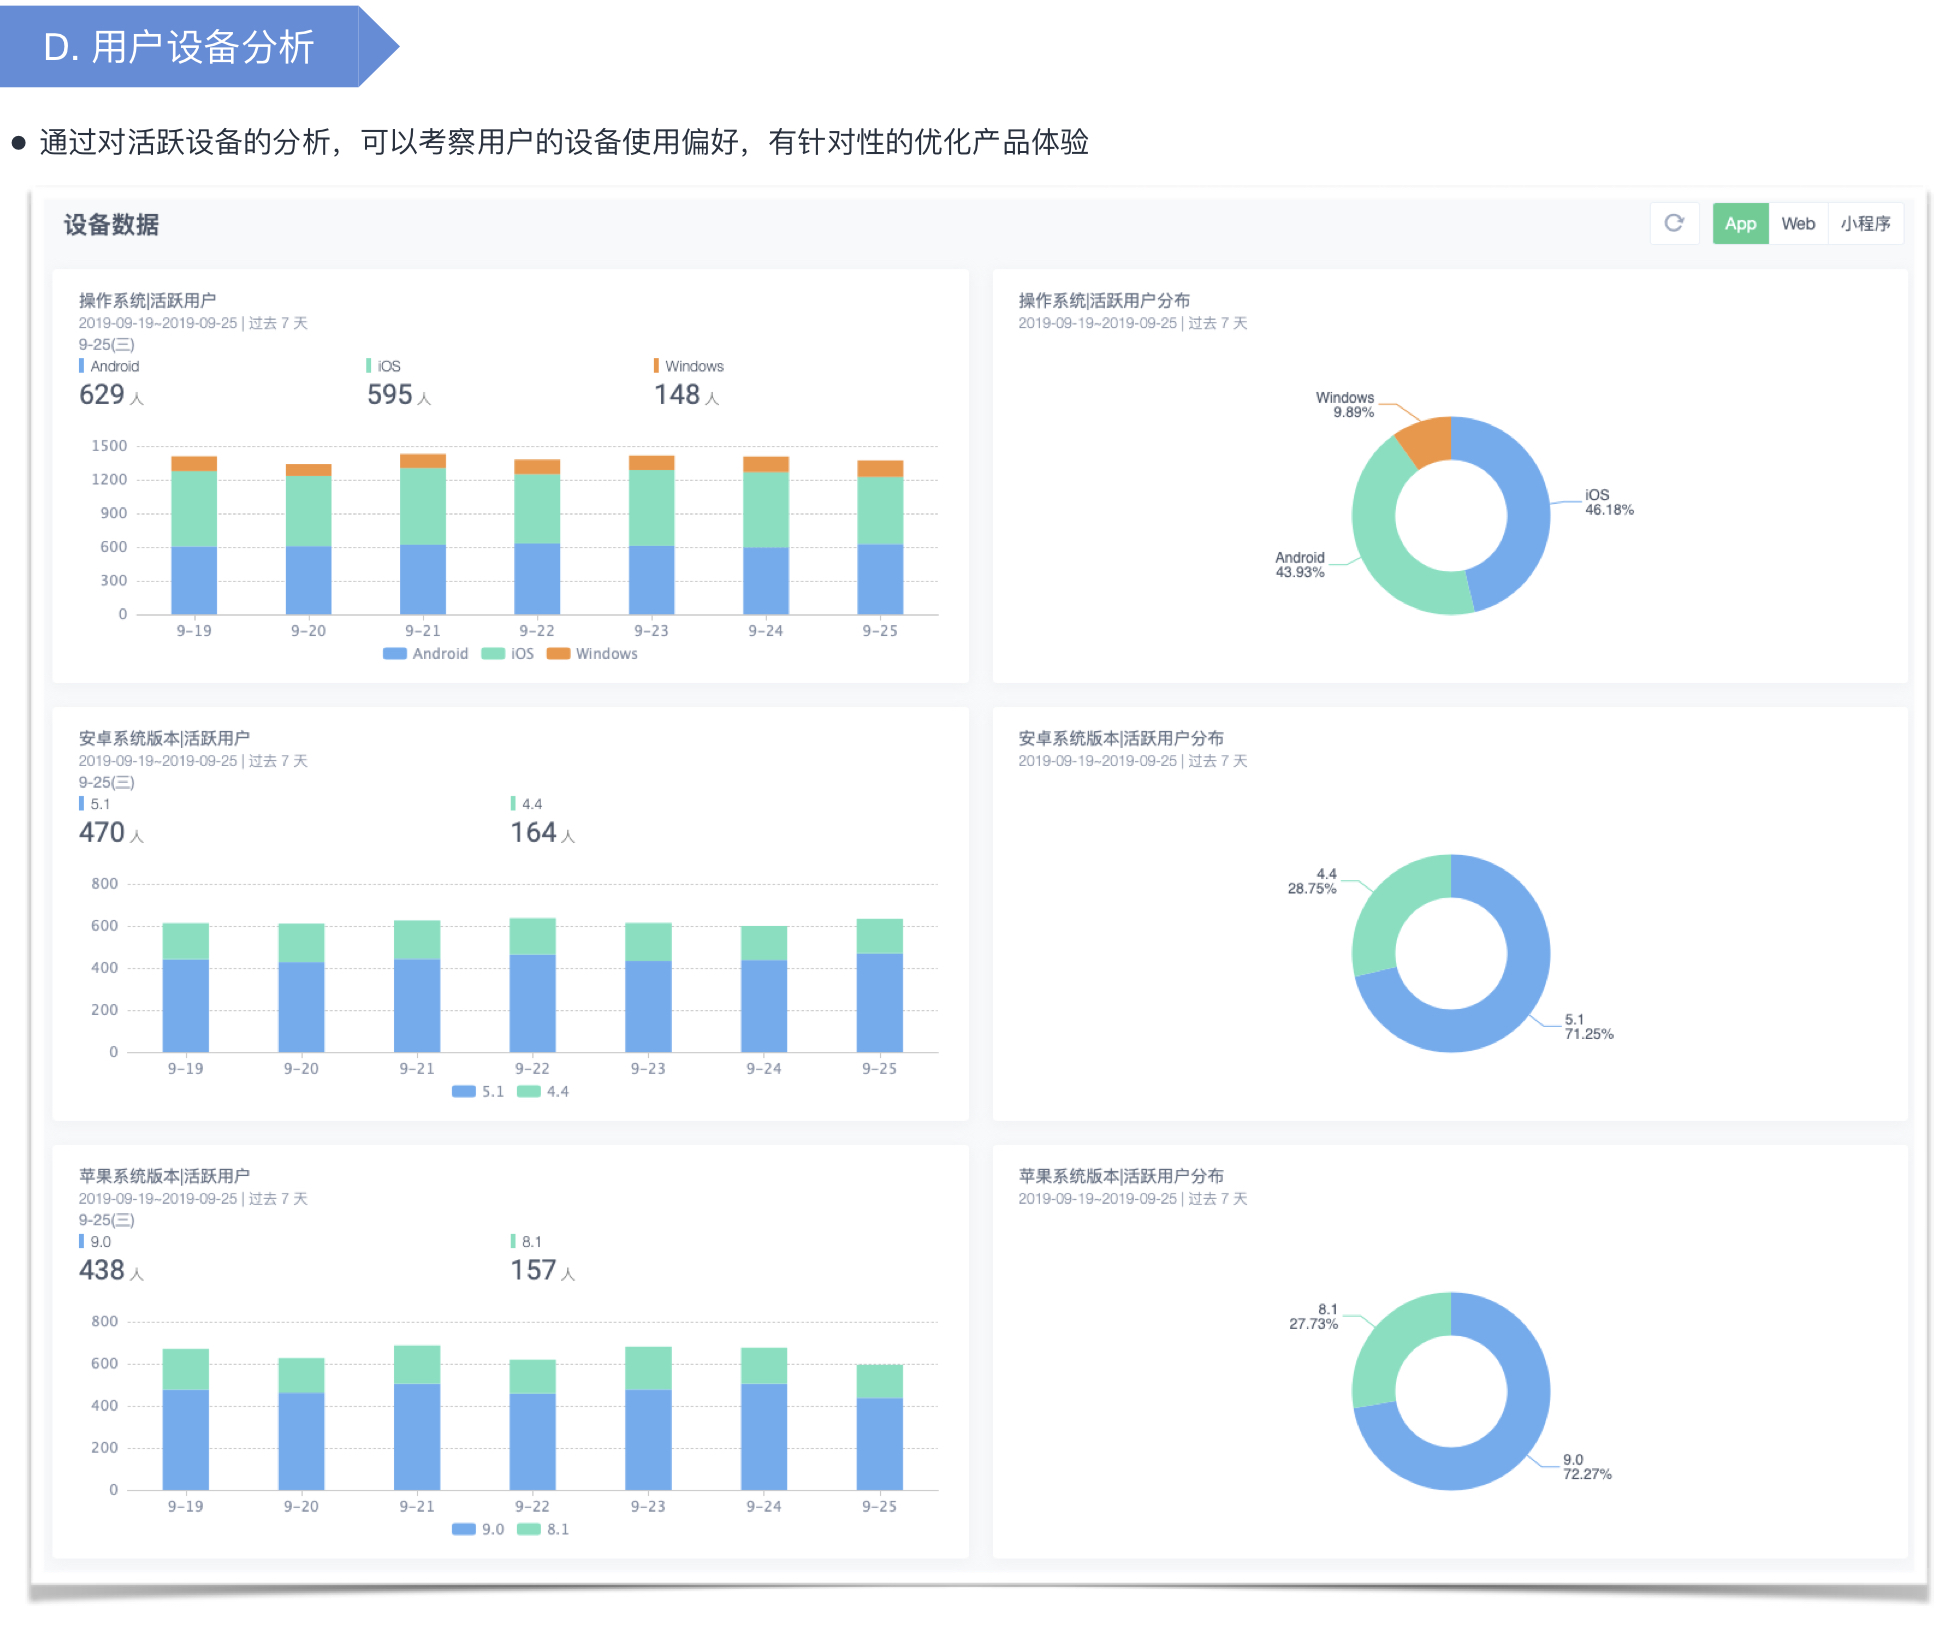 D. 用户设备分析
● 通过对活跃设备的分析，可以考察用户的设备使用偏好，有针对性的优化产品体验
设备数据
App Web 小程序
操作系统|活跃用户
2019-09-19~2019-09-25 | 过去 7 天
9-25(三)
Android iOS Windows
629 人 595 人 148 人
1500
1200
900
600
300
0
9-19 9-20 9-21 9-22 9-23 9-24 9-25
Android iOS Windows
操作系统|活跃用户分布
2019-09-19~2019-09-25 | 过去 7 天
Windows
9.89%
iOS
46.18%
Android
43.93%
安卓系统版本|活跃用户
2019-09-19~2019-09-25 | 过去 7 天
9-25(三)
5.1 4.4
470 人 164 人
800
600
400
200
0
9-19 9-20 9-21 9-22 9-23 9-24 9-25
5.1 4.4
安卓系统版本|活跃用户分布
2019-09-19~2019-09-25 | 过去 7 天
4.4
28.75%
5.1
71.25%
苹果系统版本|活跃用户
2019-09-19~2019-09-25 | 过去 7 天
9-25(三)
9.0 8.1
438 人 157 人
800
600
400
200
0
9-19 9-20 9-21 9-22 9-23 9-24 9-25
9.0 8.1
苹果系统版本|活跃用户分布
2019-09-19~2019-09-25 | 过去 7 天
8.1
27.73%
9.0
72.27%